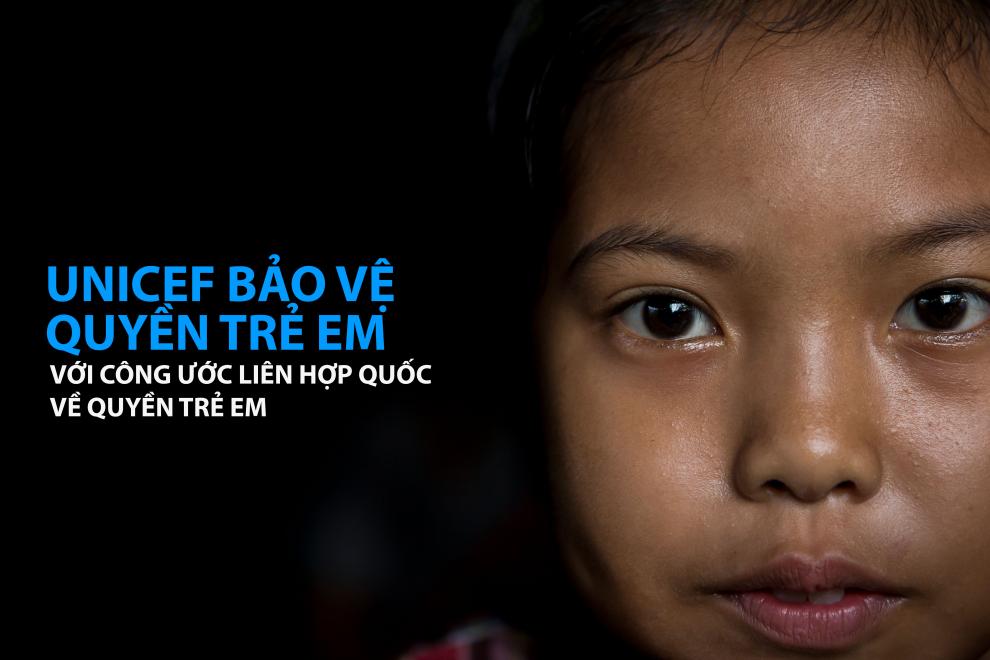 UNICEF BẢO VỆ
QUYỀN TRẺ EM
VỚI CÔNG ƯỚC LIÊN HỢP QUỐC
VỀ QUYỀN TRẺ EM